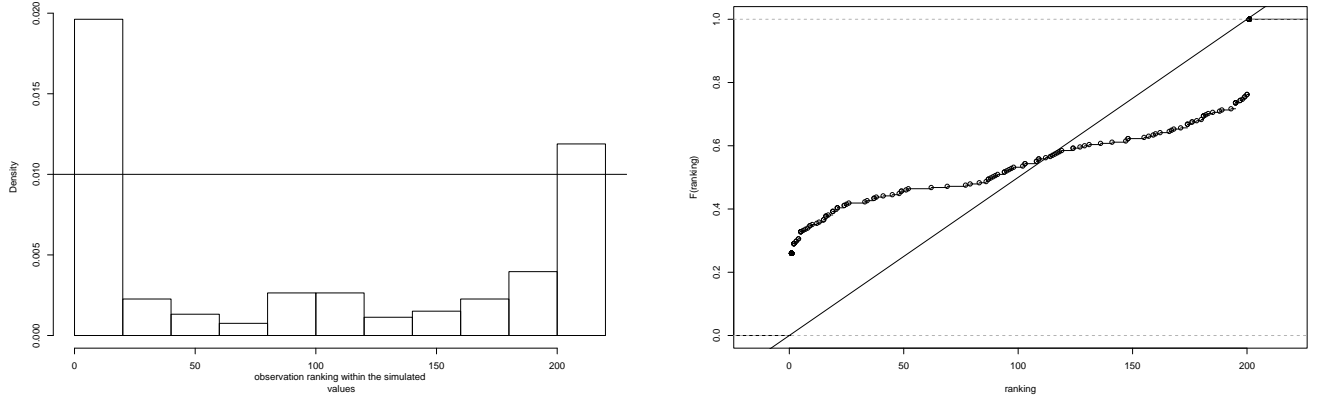 0.020
0.015
0.010
0.005
0.000
Density
0 50 100 150 200
observation ranking within the simulated
values
1.0
0.8
0.6
0.4
0.2
0.0
F(ranking)
0 50 100 150 200
ranking